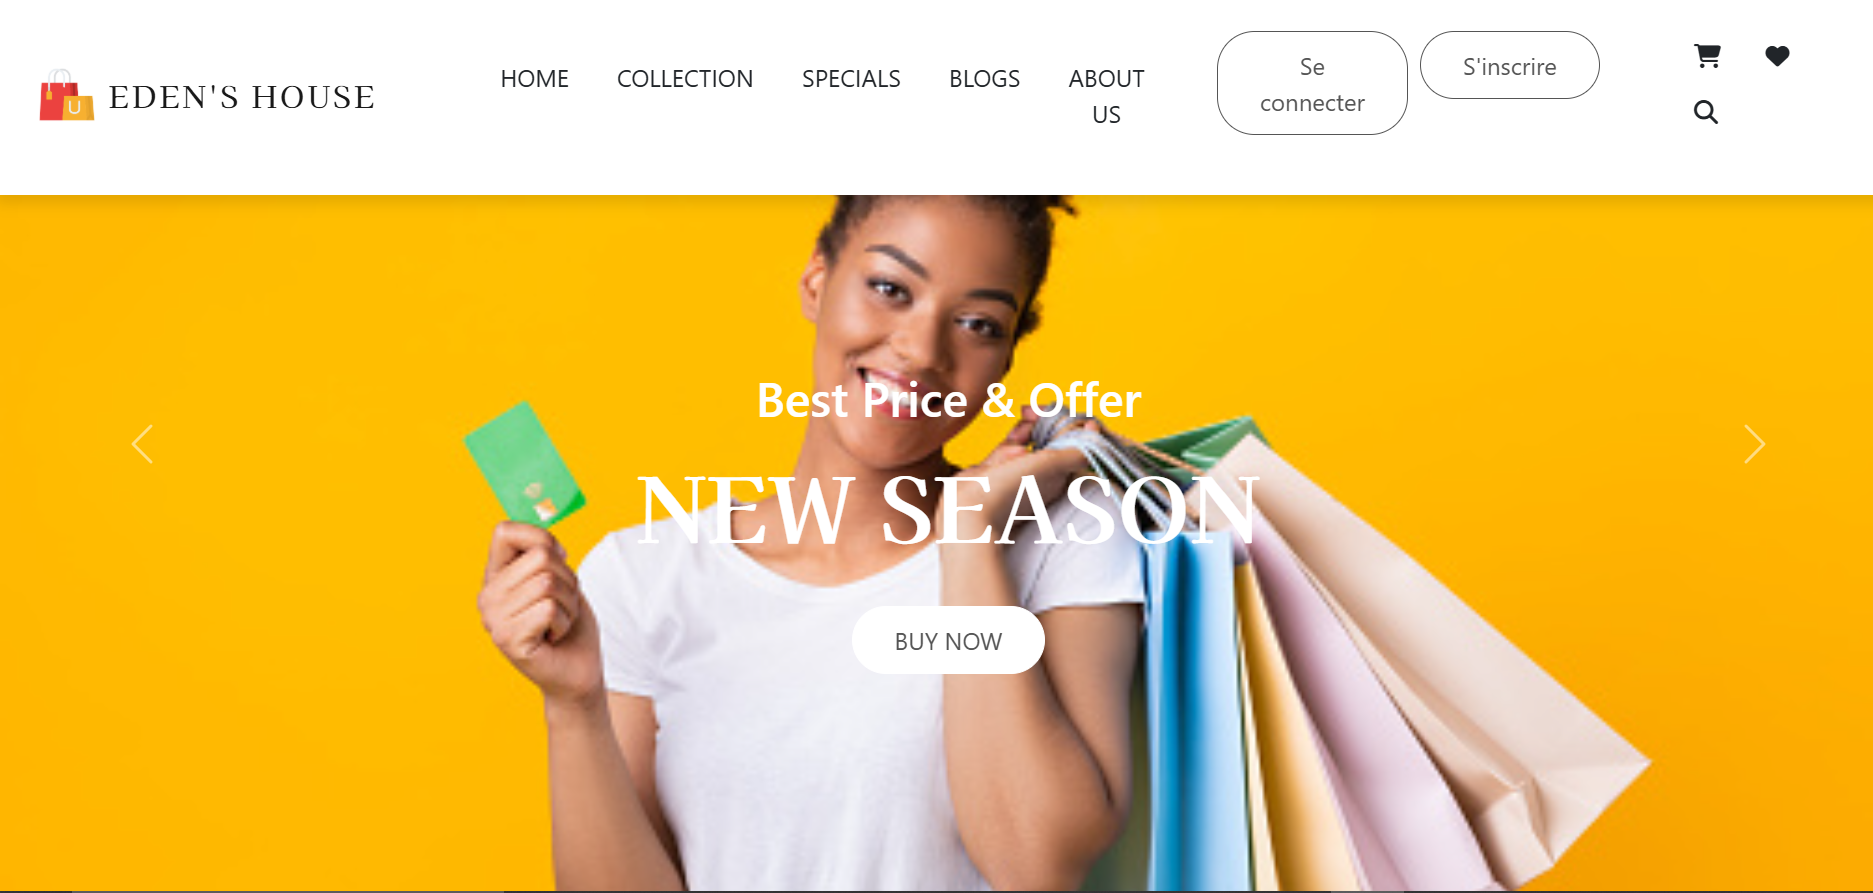 EDEN'S HOUSE
HOME
COLLECTION
SPECIALS
BLOGS
ABOUT
US
Se
connecter
S'inscrire
Best Price & Offer
NEW SEASON
BUY NOW